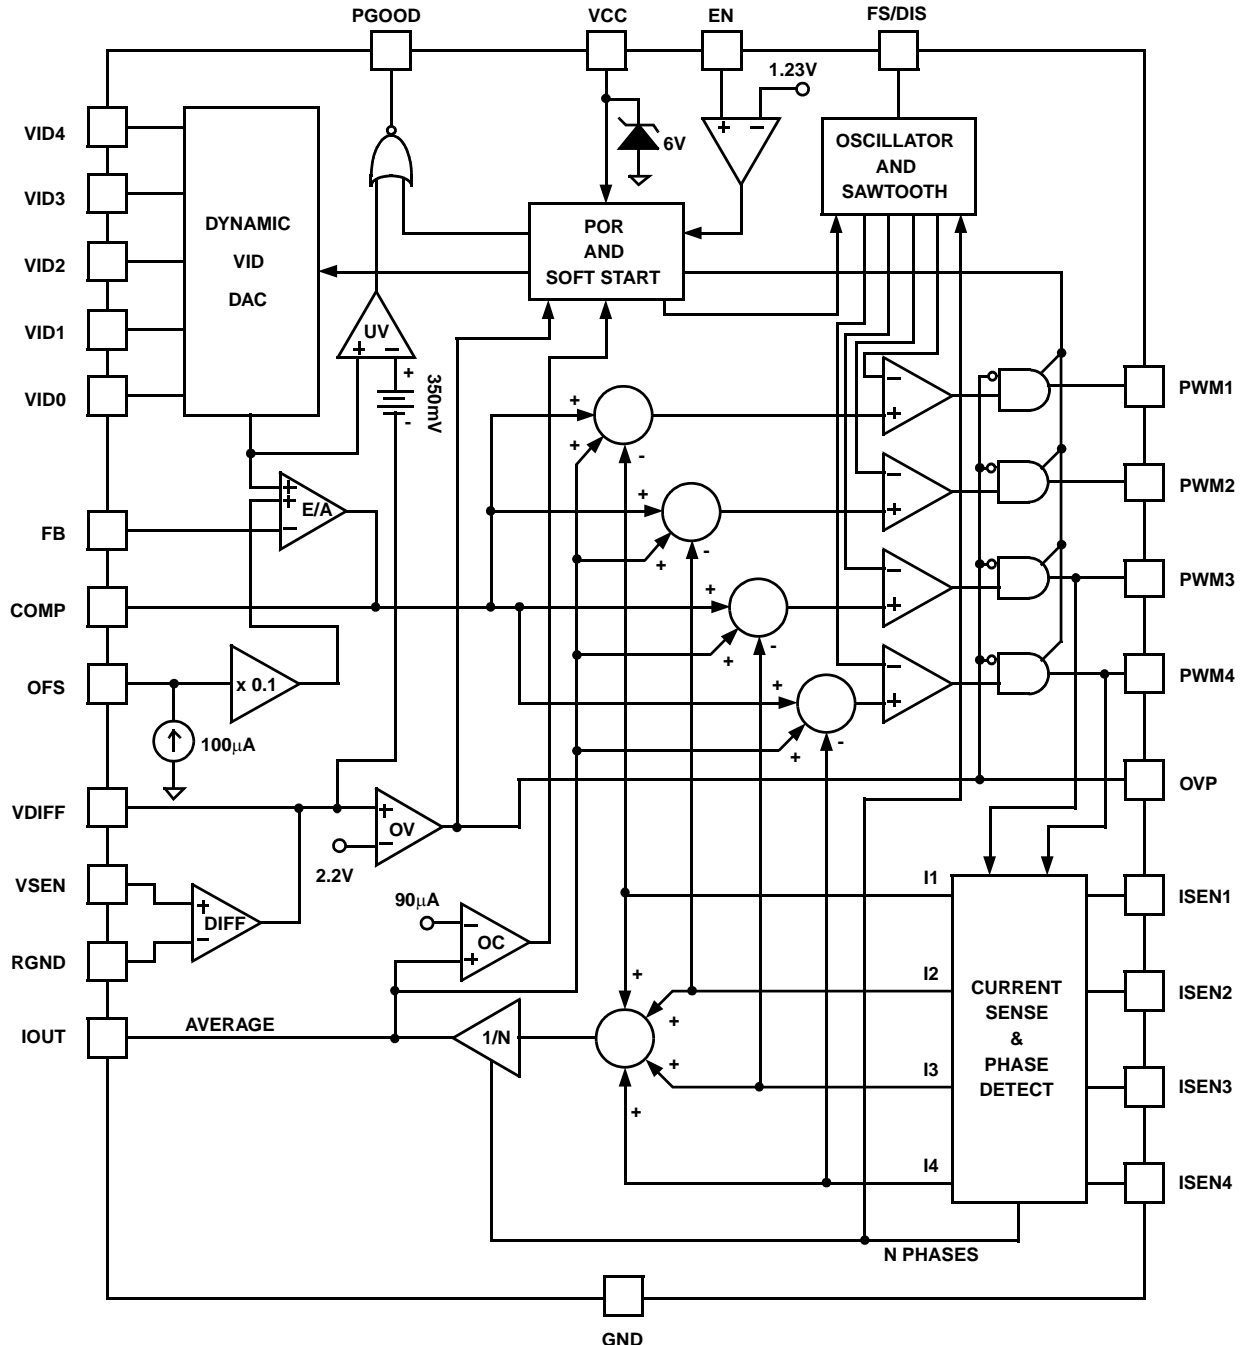 PGOOD
VCC
EN
FS/DIS
1.23V
VID4
VID3
VID2
VID1
VID0
DYNAMIC
VID
DAC
6V
+
−
OSCILLATOR
AND
SAWTOOTH
POR
AND
SOFT START
UV
+
−
+
350mV
-
E/A
+
+
−
FB
COMP
OFS
x 0.1
100μA
+
+
-
+
+
-
+
+
-
+
+
-
−
+
−
+
−
+
−
+
PWM1
PWM2
PWM3
PWM4
OVP
VDIFF
+
OV
−
2.2V
VSEN
+
DIFF
−
RGND
90μA
−
OC
+
IOUT
AVERAGE
1/N
+
+
+
+
I1
I2
I3
I4
CURRENT
SENSE
&
PHASE
DETECT
ISEN1
ISEN2
ISEN3
ISEN4
N PHASES
GND